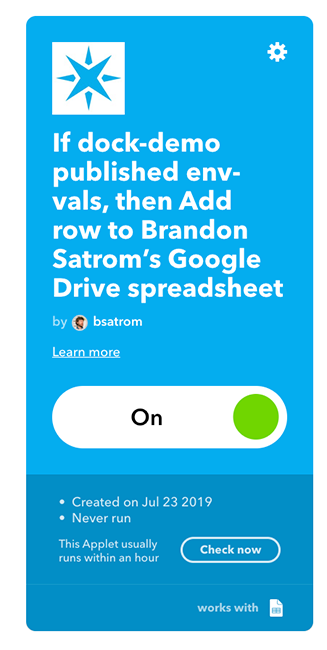 If dock-demo
published env-
vals, then Add
row to Brandon
Satrom’s Google
Drive spreadsheet
by bsatrom
Learn more
On
• Created on Jul 23 2019
• Never run
This Applet usually
runs within an hour
Check now
works with